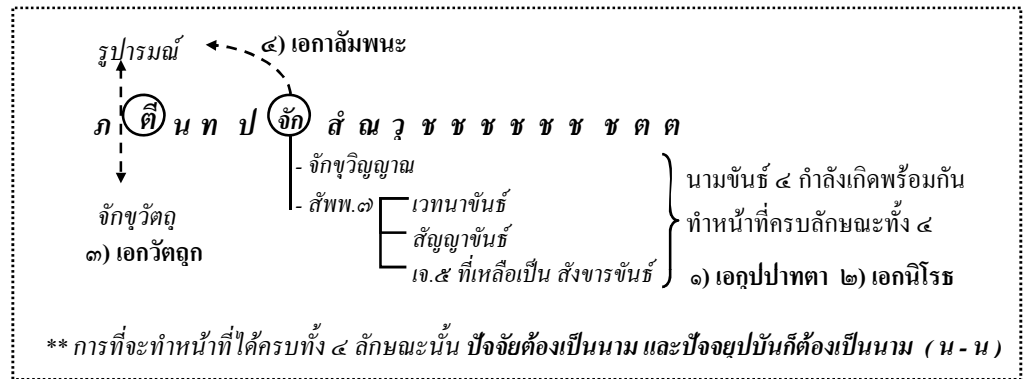 รูปารมณ์ ๔) เอกาลัมพนะ
ภ ตี น ท ป จัก สํ ณ วุ ช ช ช ช ช ช ช ต ต
- จักขุวิญญาณ
นามขันธ์ ๔ กำลังเกิดพร้อมกัน
จักขุวัตถุ - สัพพ.๗ เวทนาขันธ์
ทำหน้าที่ครบลักษณะทั้ง ๔
สัญญาขันธ์
๓) เอกวัตถุก
เจ.๕ ที่เหลือเป็น สังขารขันธ์ ๑) เอกุปปาทตา ๒) เอกนิโรธ
** การที่จะทำหน้าที่ได้ครบทั้ง ๔ ลักษณะนั้น ปัจจัยต้องเป็นนาม และปัจจยุปบันก็ต้องเป็นนาม ( น - น )